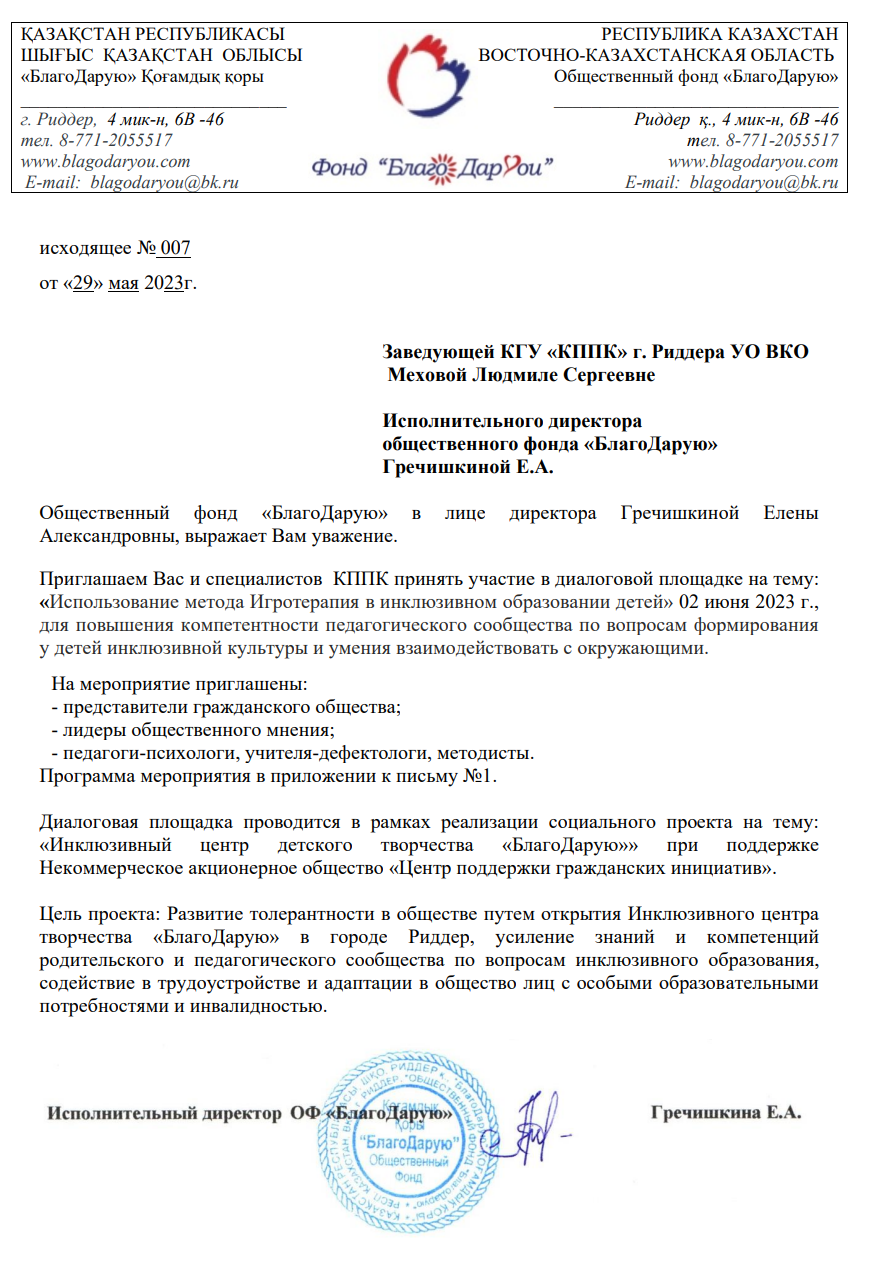 ҚАЗАҚСТАН РЕСПУБЛИКАСЫ
ШЫҒЫС ҚАЗАҚСТАН ОБЛЫСЫ
«БлагоДарую» Қоғамдық қоры
г. Риддер, 4 мик-н, 6В -46
тел. 8-771-2055517
www.blagodaryou.com
E-mail: blagodaryou@bk.ru
Фонд “БлагоДарYou”
РЕСПУБЛИКА КАЗАХСТАН
ВОСТОЧНО-КАЗАХСТАНСКАЯ ОБЛАСТЬ
Общественный фонд «БлагоДарую»
Риддер қ., 4 мик-н, 6В -46
тел. 8-771-2055517
www.blagodaryou.com
E-mail: blagodaryou@bk.ru
исходящее № 007
от «29» мая 2023г.
Заведующей КГУ «КППК» г. Риддера УО ВКО
Меховой Людмиле Сергеевне
Исполнительного директора
общественного фонда «БлагоДарую»
Гречишкиной Е.А.
Общественный фонд «БлагоДарую» в лице директора Гречишкиной Елены
Александровны, выражает Вам уважение.
Приглашаем Вас и специалистов КППК принять участие в диалоговой площадке на тему:
«Использование метода Игротерапия в инклюзивном образовании детей» 02 июня 2023 г.,
для повышения компетентности педагогического сообщества по вопросам формирования
у детей инклюзивной культуры и умения взаимодействовать с окружающими.
На мероприятие приглашены:
- представители гражданского общества;
- лидеры общественного мнения;
- педагоги-психологи, учителя-дефектологи, методисты.
Программа мероприятия в приложении к письму №1.
Диалоговая площадка проводится в рамках реализации социального проекта на тему:
«Инклюзивный центр детского творчества «БлагоДарую»» при поддержке
Некоммерческое акционерное общество «Центр поддержки гражданских инициатив».
Цель проекта: Развитие толерантности в обществе путем открытия Инклюзивного центра
творчества «БлагоДарую» в городе Риддер, усиление знаний и компетенций
родительского и педагогического сообщества по вопросам инклюзивного образования,
содействие в трудоустройстве и адаптации в общество лиц с особыми образовательными
потребностями и инвалидностью.
Исполнительный директор ОФ «БлагоДарую»
Гречишкина Е.А.
Қоғамдық
Қоры
“БлагоДарую”
Общественный
Фонд